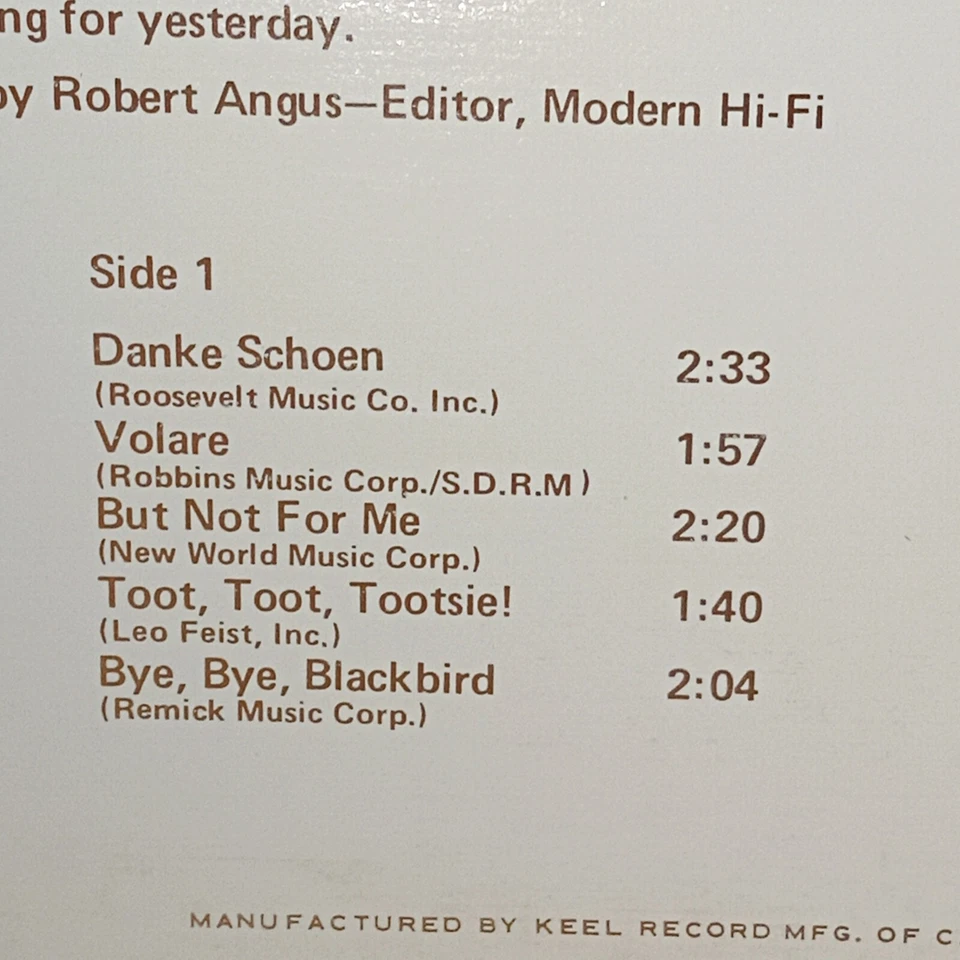 ng for yesterday.
by Robert Angus—Editor, Modern Hi-Fi
Side 1
Danke Schoen 2:33
(Roosevelt Music Co. Inc.)
Volare 1:57
(Robbins Music Corp./S.D.R.M )
But Not For Me 2:20
(New World Music Corp.)
Toot, Toot, Tootsie! 1:40
(Leo Feist, Inc.)
Bye, Bye, Blackbird 2:04
(Remick Music Corp.)
MANUFACTURED BY KEEL RECORD MFG. OF C